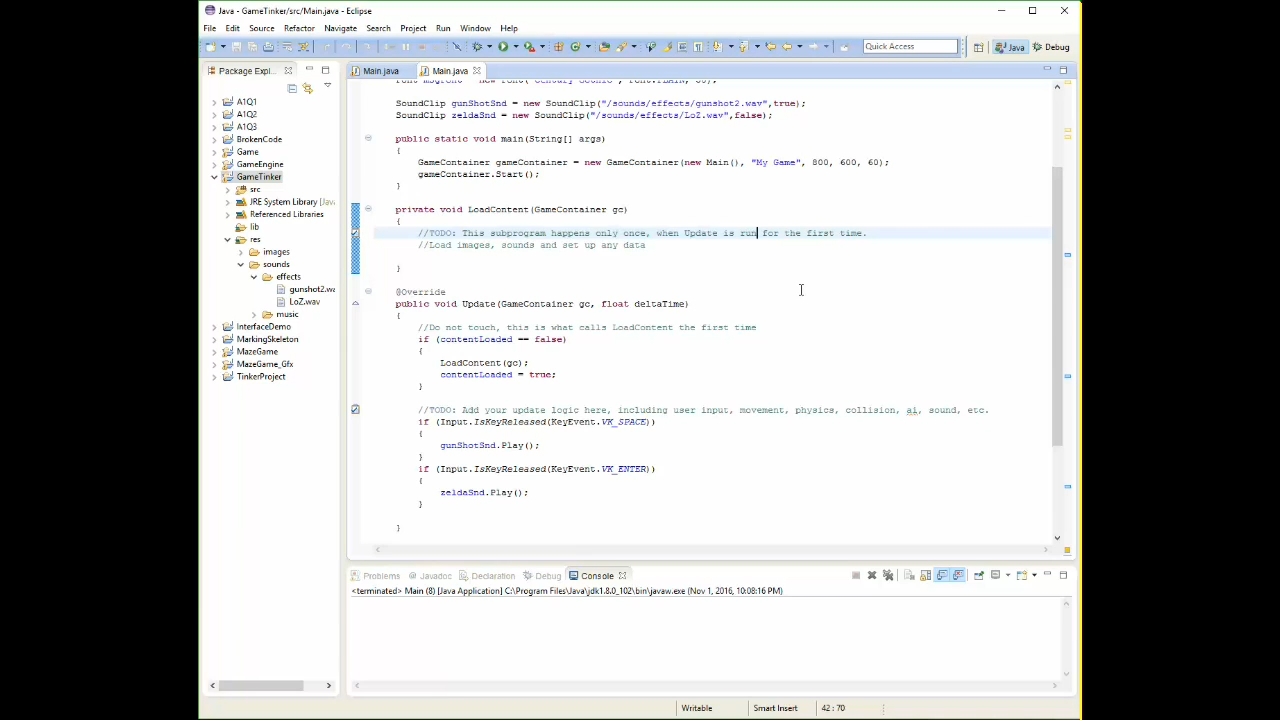 Java - GameTinker/src/Main.java - Eclipse
File Edit Source Refactor Navigate Search Project Run Window Help
Quick Access Java Debug
Package Expl...
A1Q1
A1Q2
A1Q3
BrokenCode
Game
GameEngine
GameTinker
src
JRE System Library [Java
Referenced Libraries
lib
res
images
sounds
effects
gunshot2.wa
LoZ.wav
music
InterfaceDemo
MarkingSkeleton
MazeGame
MazeGame_Gfx
TinkerProject
Main.java Main.java
SoundClip gunShotSnd = new SoundClip("/sounds/effects/gunshot2.wav",true);
SoundClip zeldaSnd = new SoundClip("/sounds/effects/LoZ.wav",false);
public static void main(String[] args)
{
GameContainer gameContainer = new GameContainer(new Main(), "My Game", 800, 600, 60);
gameContainer.Start();
}
private void LoadContent(GameContainer gc)
{
//TODO: This subprogram happens only once, when Update is run for the first time.
//Load images, sounds and set up any data
}
@Override
public void Update(GameContainer gc, float deltaTime)
{
//Do not touch, this is what calls LoadContent the first time
if (contentLoaded == false)
{
LoadContent(gc);
contentLoaded = true;
}
//TODO: Add your update logic here, including user input, movement, physics, collision, ai, sound, etc.
if (Input.IsKeyReleased(KeyEvent.VK_SPACE))
{
gunShotSnd.Play();
}
if (Input.IsKeyReleased(KeyEvent.VK_ENTER))
{
zeldaSnd.Play();
}
}
Problems Javadoc Declaration Debug Console
<terminated> Main (8) [Java Application] C:\Program Files\Java\jdk1.8.0_102\bin\javaw.exe (Nov 1, 2016, 10:08:16 PM)
Writable Smart Insert 42 : 70